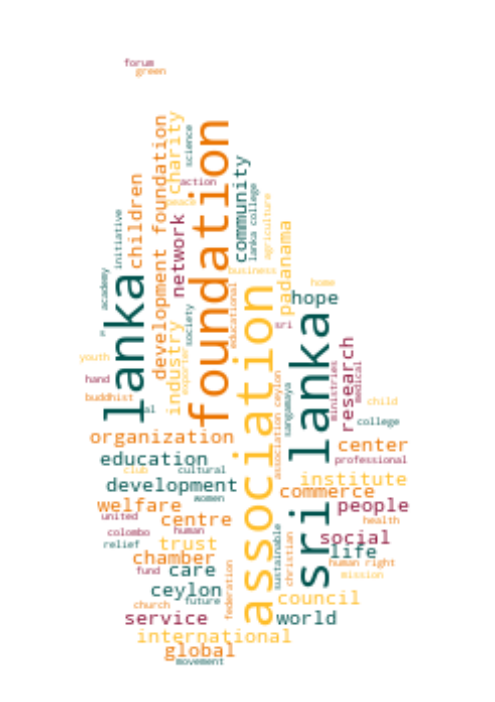 forum
green
foundation
development foundation
charity
science
action
peace
community
lanka college
agriculture
children
initiative
network
business
padanama
home
hope
academy
lanka
society
educational
industry
exporter
association
sri
sri lanka
youth
hand
buddhist
al
research
medical
ministries
child
college
association ceylon
sangamaya
organization
center
education
professional
club
cultural
institute
development
commerce
women
welfare
people
united
centre
health
colombo
human
social
relief
trust
life
sustainable
christian
chamber
human right
fund
care
mission
ceylon
future
federation
council
church
service
world
international
global
movement